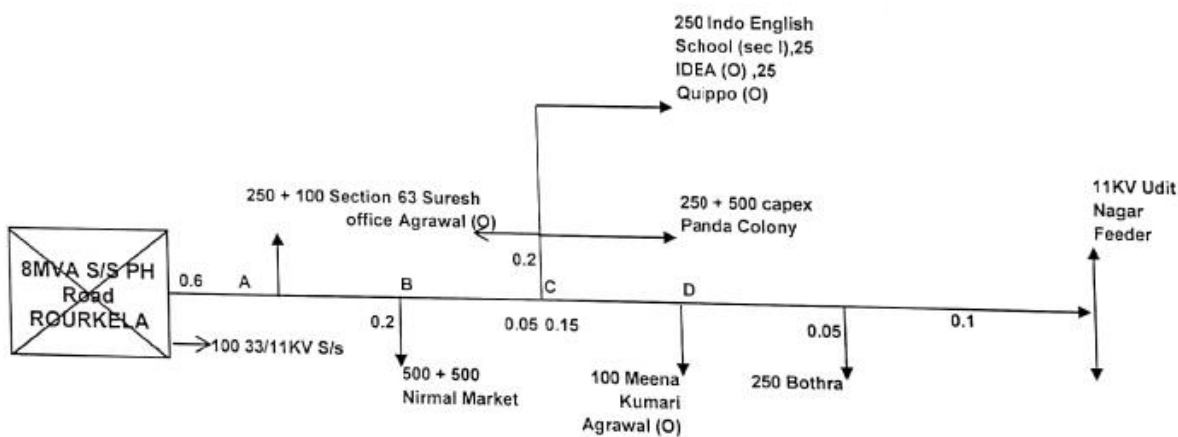 250 Indo English
School (sec I),25
IDEA (O) ,25
Quippo (O)
250 + 100 Section 63 Suresh
office Agrawal (O)
250 + 500 capex
Panda Colony
11KV Udit
Nagar
Feeder
8MVA S/S PH
Road
ROURKELA
0.6
A
B
0.2
C
D
0.2
0.05 0.15
0.05
0.1
100 33/11KV S/s
500 + 500
Nirmal Market
100 Meena
Kumari
Agrawal (O)
250 Bothra